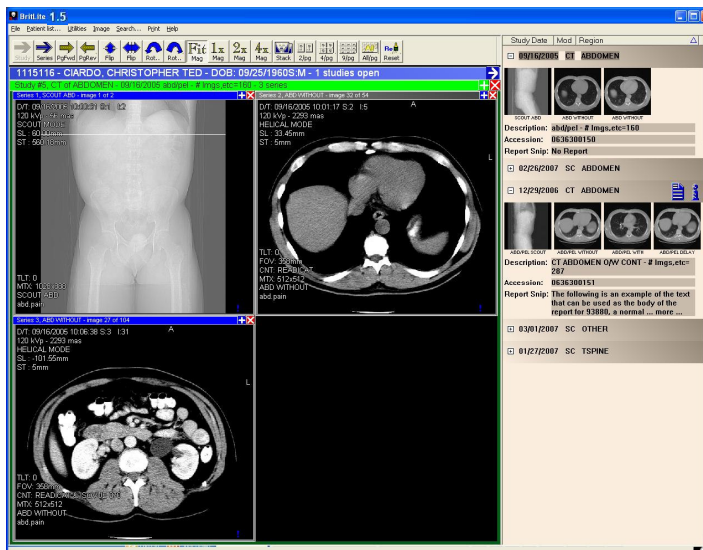 BritLite 1.5
File Patient list... Utilities Image Search... Print Help
Study Series PgFwd PgRev Flip Flip Rot... Rot... Fit Mag 1x Mag 2x Mag 4x Mag Stack 2/pg 4/pg 9/pg All/pg Reset
1115116 - CIARDO, CHRISTOPHER TED - DOB: 09/25/1960S:M - 1 studies open
Study #5, CT of ABDOMEN - 09/16/2005 abd/pel - # Imgs,etc=160 - 3 series
Series 1, SCOUT ABD - image 1 of 2
D/T: 09/16/2005
120 kVp
SCOUT MODE
TLT: 0
SCOUT ABD
abd.pain
Series 2, ABD WITHOUT - image 32 of 54
D/T: 09/16/2005 10:01:17 S:2 I:5
A
120 kVp - 2293 mas
HELICAL MODE
SL : 33.45mm
ST : 5mm
L
TLT: 0
FOV: 358mm
MTX: 512x512
ABD WITHOUT
abd.pain
Series 3, ABD WITHOUT - image 27 of 104
D/T: 09/16/2005 10:06:38 S:3 I:31
A
120 kVp - 2293 mas
HELICAL MODE
SL : -101.55mm
ST : 5mm
L
TLT: 0
FOV: 358mm
MTX: 512x512
ABD WITHOUT
abd.pain
Study Date Mod Region
09/16/2005 CT ABDOMEN
SCOUT ABD ABD WITHOUT ABD WITHOUT
Description: abd/pel - # Imgs,etc=160
Accession: 0636300150
Report Snip: No Report
02/26/2007 SC ABDOMEN
12/29/2006 CT ABDOMEN
ABD/PEL SCOUT ABD/PEL WITHOUT ABD/PEL WITH ABD/PEL DELAY
Description: CT ABDOMEN O/W CONT - # Imgs,etc=
287
Accession: 0636300151
Report Snip: The following is an example of the text
that can be used as the body of the
report for 93880, a normal ... more ...
03/01/2007 SC OTHER
01/27/2007 SC TSPINE